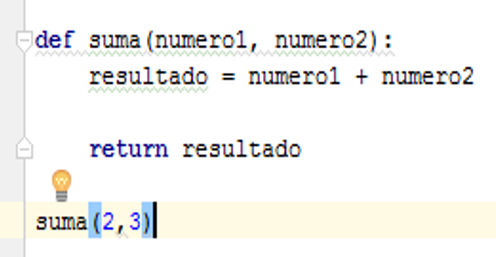 def suma(numero1, numero2):
    resultado = numero1 + numero2
    return resultado
suma(2,3)